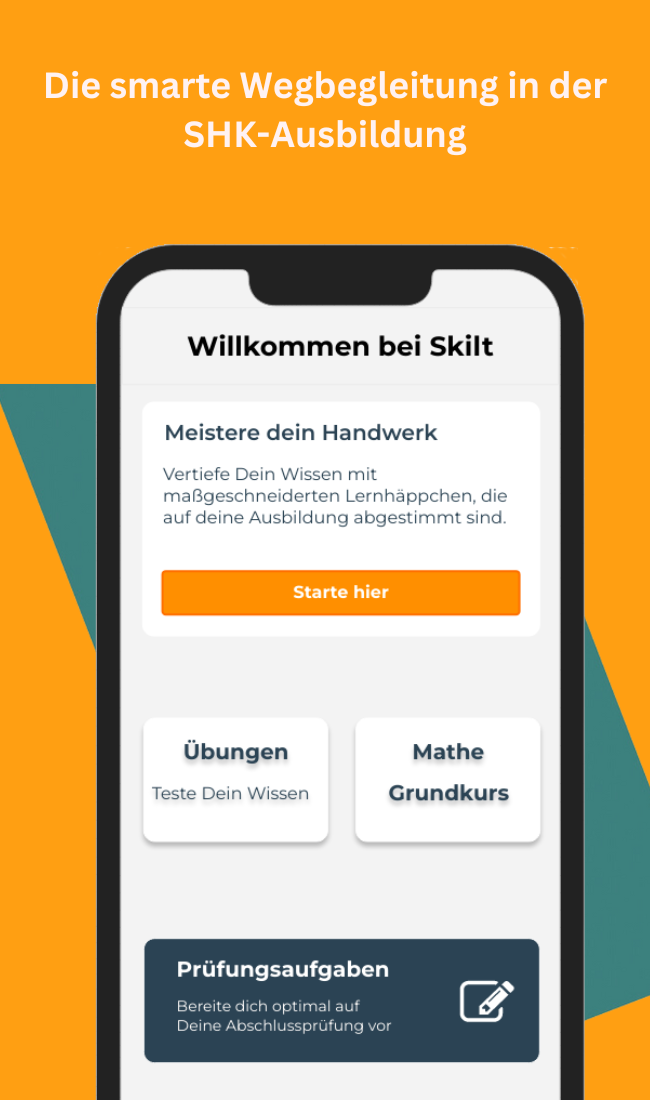 Die smarte Wegbegleitung in der
SHK-Ausbildung
Willkommen bei Skilt
Meistere dein Handwerk
Vertiefe Dein Wissen mit
maßgeschneiderten Lernhäppchen, die
auf deine Ausbildung abgestimmt sind.
Starte hier
Übungen
Teste Dein Wissen
Mathe
Grundkurs
Prüfungsaufgaben
Bereite dich optimal auf
Deine Abschlussprüfung vor